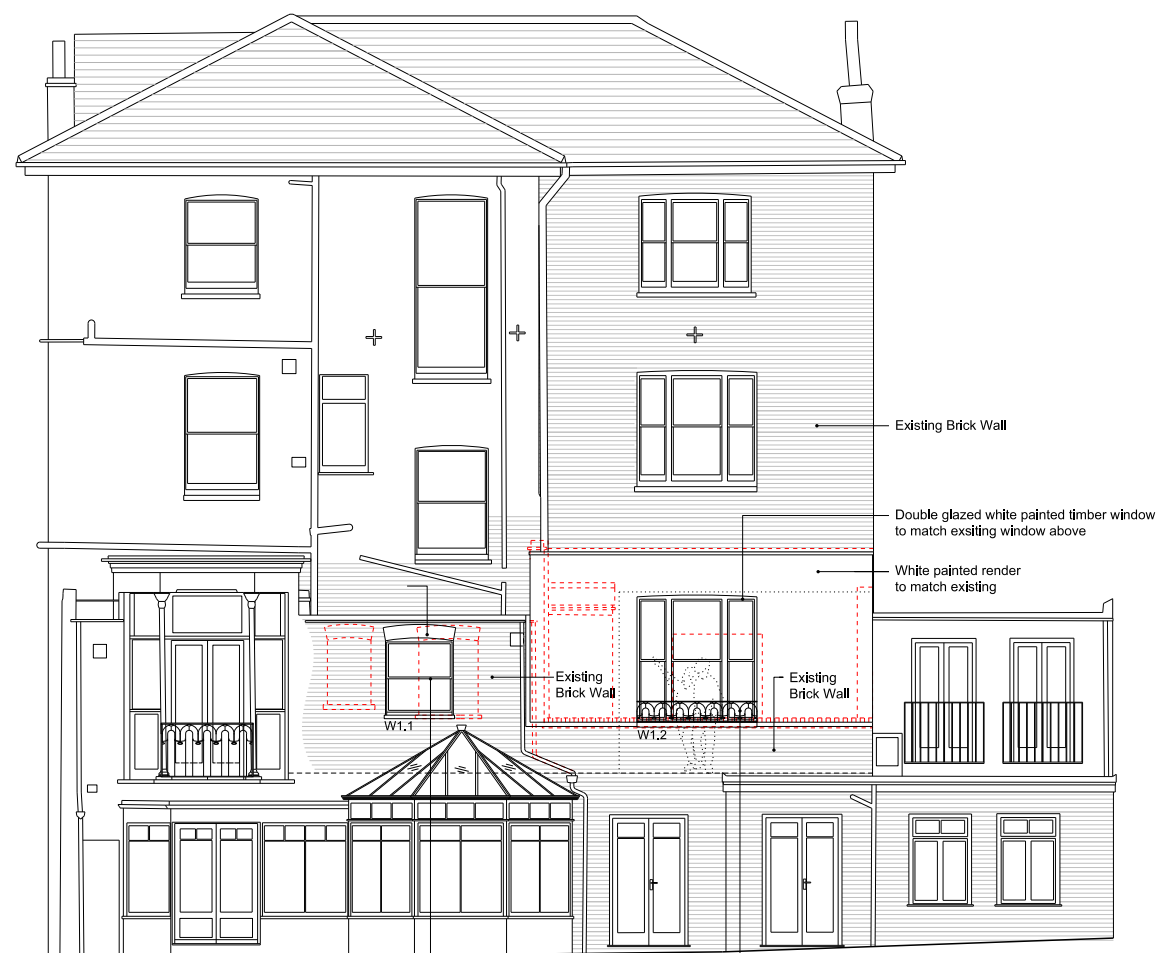 Existing Brick Wall
Double glazed white painted timber window
to match exsiting window above
White painted render
to match existing
Existing
Brick Wall
Existing
Brick Wall
W1.1
W1.2